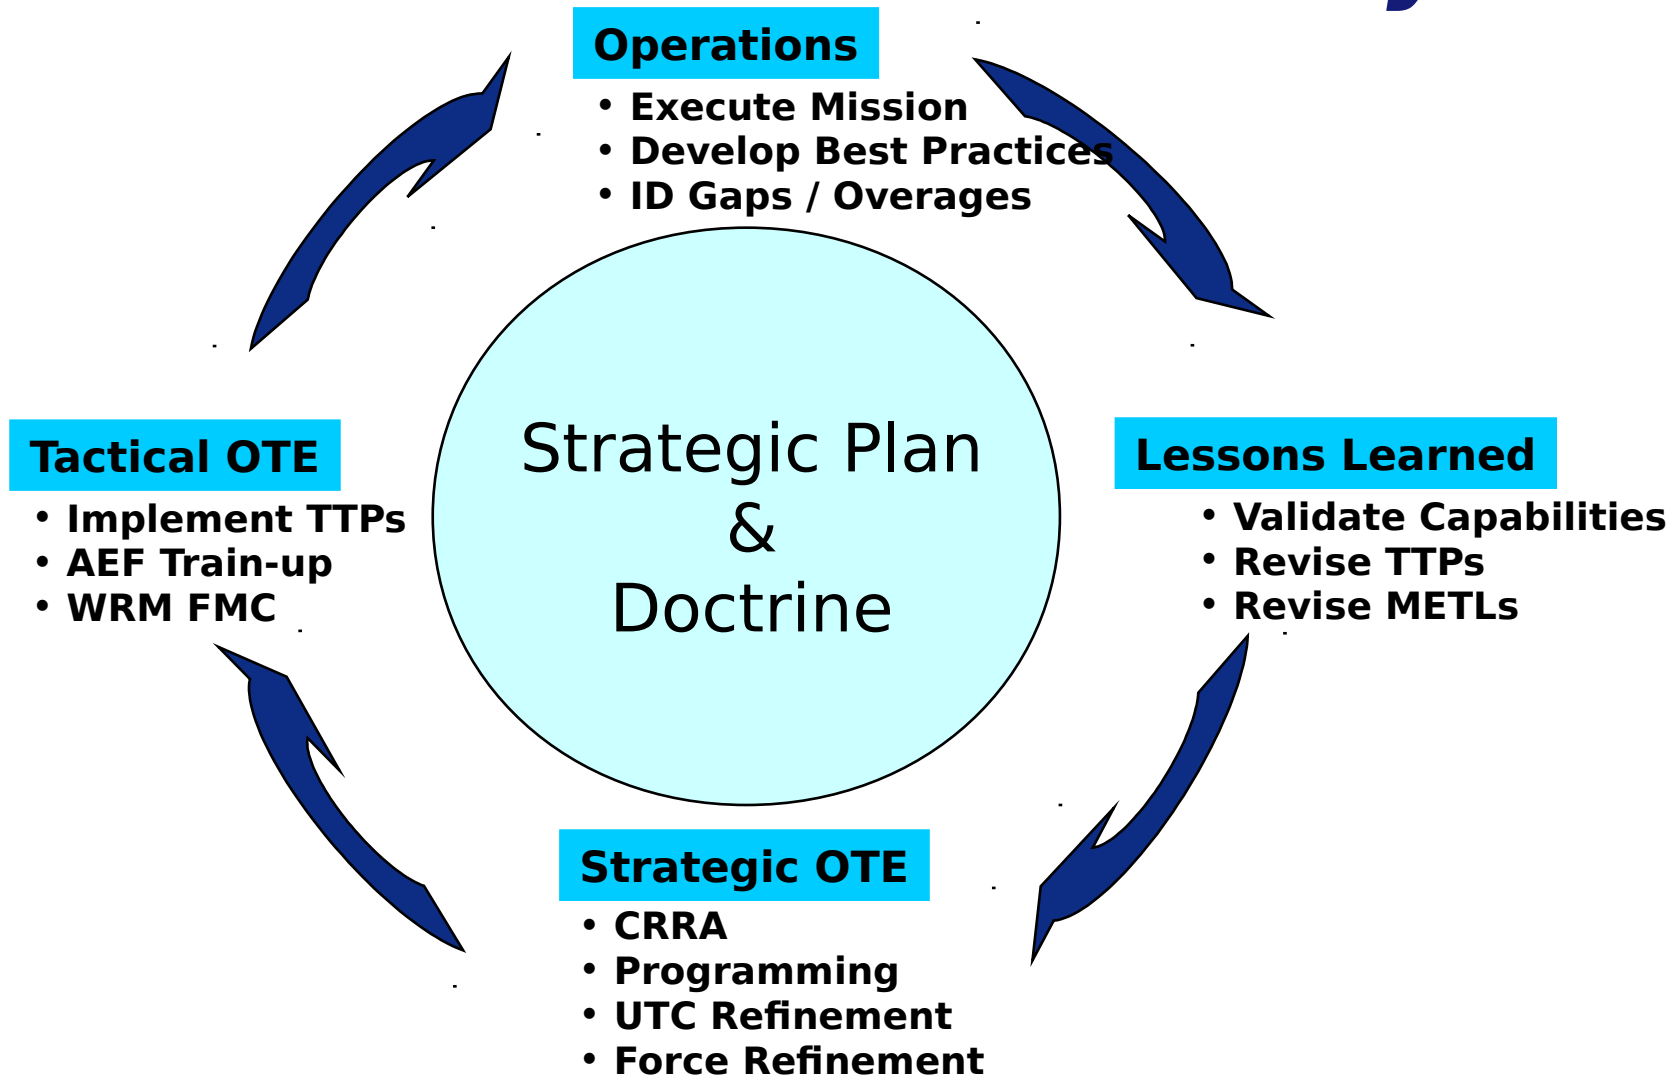 Operations
• Execute Mission
• Develop Best Practices
• ID Gaps / Overages
Tactical OTE
• Implement TTPs
• AEF Train-up
• WRM FMC
Strategic Plan
&
Doctrine
Lessons Learned
• Validate Capabilities
• Revise TTPs
• Revise METLs
Strategic OTE
• CRRA
• Programming
• UTC Refinement
• Force Refinement